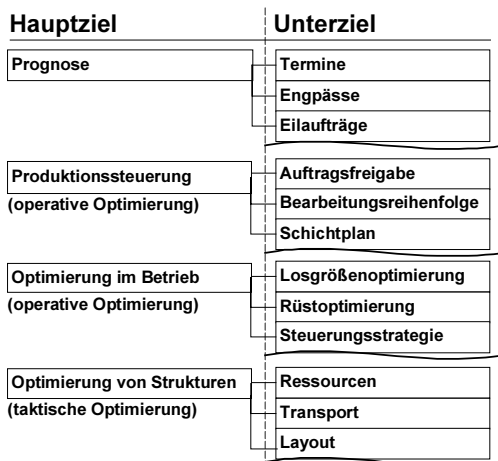 Hauptziel
Unterziel
Prognose
Termine
Engpässe
Eilaufträge
Produktionssteuerung
(operative Optimierung)
Auftragsfreigabe
Bearbeitungsreihenfolge
Schichtplan
Optimierung im Betrieb
(operative Optimierung)
Losgrößenoptimierung
Rüstoptimierung
Steuerungsstrategie
Optimierung von Strukturen
(taktische Optimierung)
Ressourcen
Transport
Layout